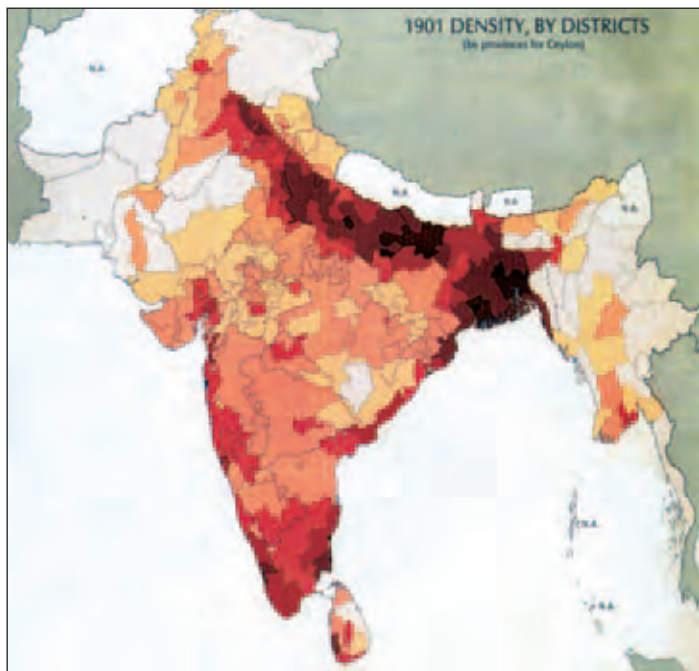 1901 DENSITY, BY DISTRICTS
(by provinces for Ceylon)
N.A.
N.A.
N.A.
N.A.
N.A.
N.A.